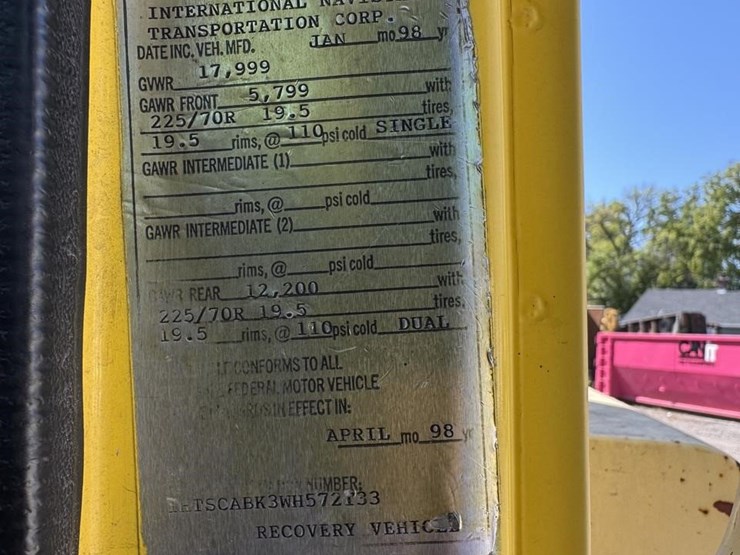 INTERNATIONAL
TRANSPORTATION CORP.
DATE INC. VEH. MFD. JAN mo 98 yr
GVWR 17,999
GAWR FRONT 5,799 with
225/70R 19.5 tires,
19.5 rims, @ 110 psi cold SINGLE
GAWR INTERMEDIATE (1) with
tires,
rims, @ psi cold
GAWR INTERMEDIATE (2) with
tires,
rims, @ psi cold
REAR 12,200 with
225/70R 19.5 tires,
19.5 rims, @ 110 psi cold DUAL
IT CONFORMS TO ALL
FEDERAL MOTOR VEHICLE
IN EFFECT IN:
APRIL mo 98 yr
NUMBER:
RECOVERY VEHICLE